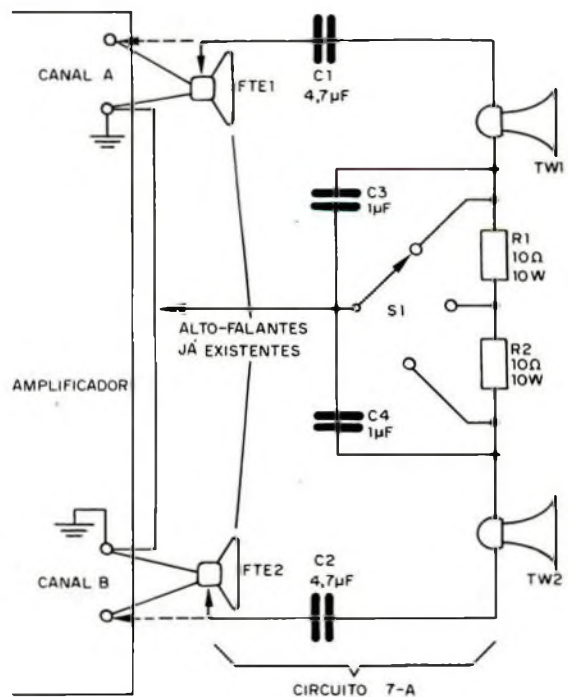 CANAL A
FTE1
C1
4,7µF
TW1
C3
1µF
R1
10Ω
10W
S1
ALTO-FALANTES
JÁ EXISTENTES
R2
10Ω
10W
AMPLIFICADOR
C4
1µF
CANAL B
FTE2
C2
4,7µF
TW2
CIRCUITO 7-A